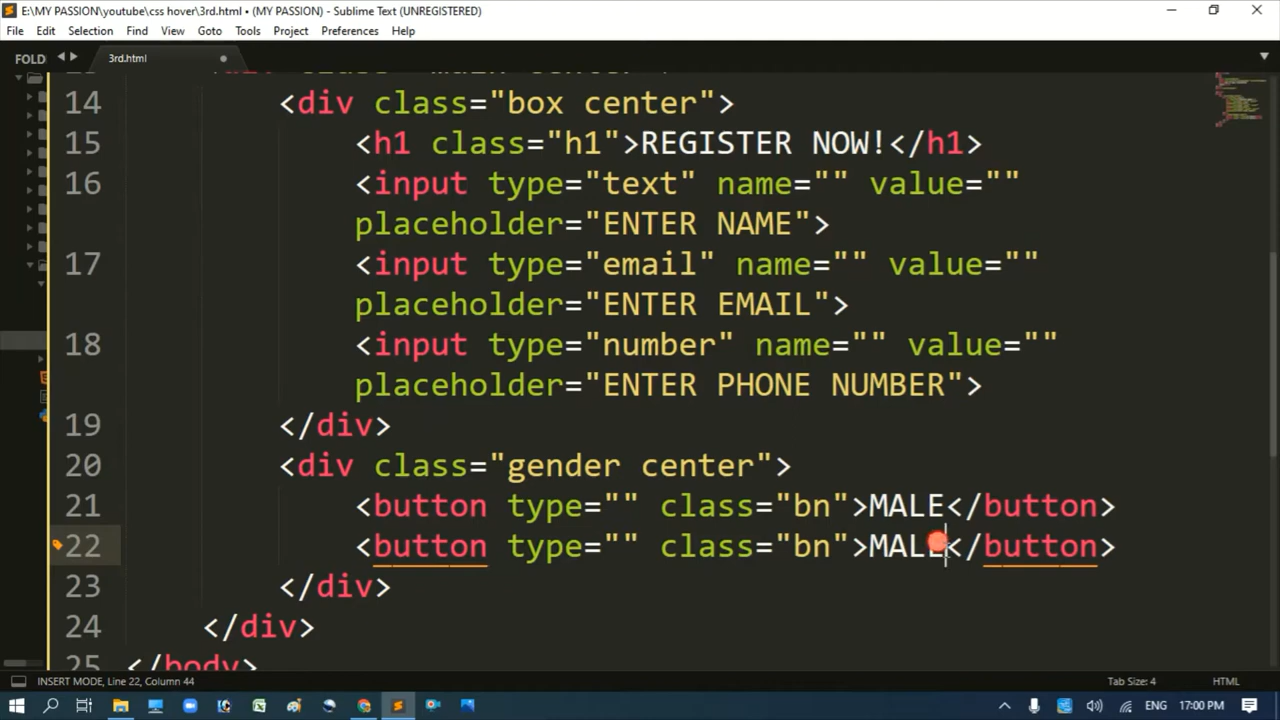 E:\MY PASSION\youtube\css hover\3rd.html • (MY PASSION) - Sublime Text (UNREGISTERED)
File Edit Selection Find View Goto Tools Project Preferences Help
FOLD 3rd.html
14 <div class="box center">
15 <h1 class="h1">REGISTER NOW!</h1>
16 <input type="text" name="" value=""
placeholder="ENTER NAME">
17 <input type="email" name="" value=""
placeholder="ENTER EMAIL">
18 <input type="number" name="" value=""
placeholder="ENTER PHONE NUMBER">
19 </div>
20 <div class="gender center">
21 <button type="" class="bn">MALE</button>
22 <button type="" class="bn">MALE</button>
23 </div>
24 </div>
25 </body>
INSERT MODE, Line 22, Column 44 Tab Size: 4 HTML
ENG 17:00 PM